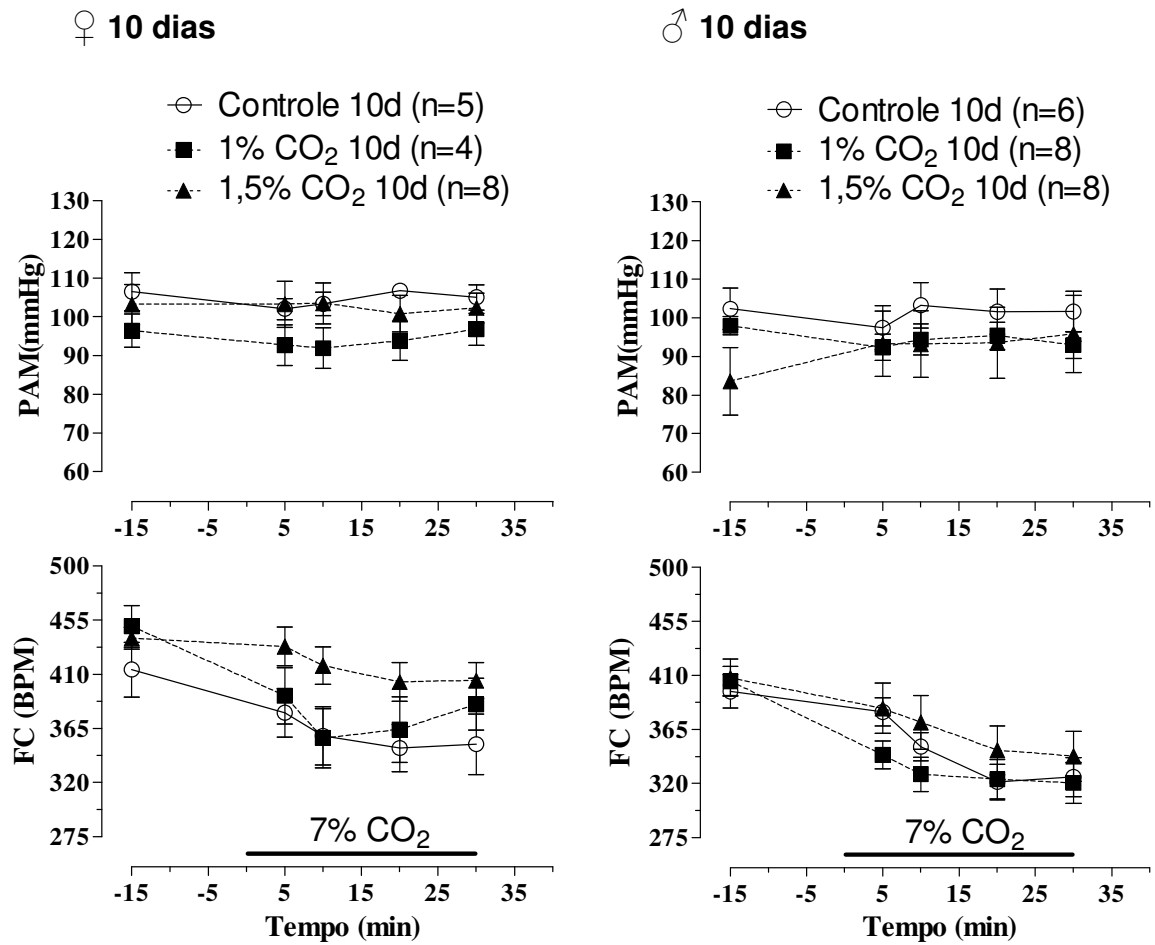 ♀ 10 dias
Controle 10d (n=5)
1% CO₂ 10d (n=4)
1,5% CO₂ 10d (n=8)
130
120
110
100
90
80
70
60
PAM(mmHg)
-15 -5 5 15 25 35
500
455
410
365
320
275
FC (BPM)
7% CO₂
-15 -5 5 15 25 35
Tempo (min)
♂ 10 dias
Controle 10d (n=6)
1% CO₂ 10d (n=8)
1,5% CO₂ 10d (n=8)
130
120
110
100
90
80
70
60
PAM(mmHg)
-15 -5 5 15 25 35
500
455
410
365
320
275
FC (BPM)
7% CO₂
-15 -5 5 15 25 35
Tempo (min)